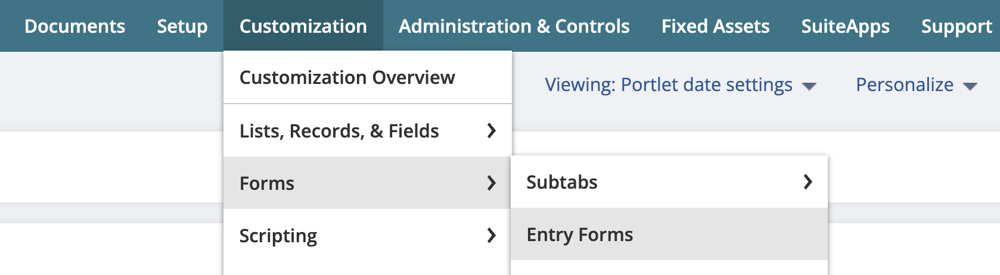 Documents Setup Customization Administration & Controls Fixed Assets SuiteApps Support
Customization Overview
Viewing: Portlet date settings Personalize
Lists, Records, & Fields
Forms
Subtabs
Scripting
Entry Forms